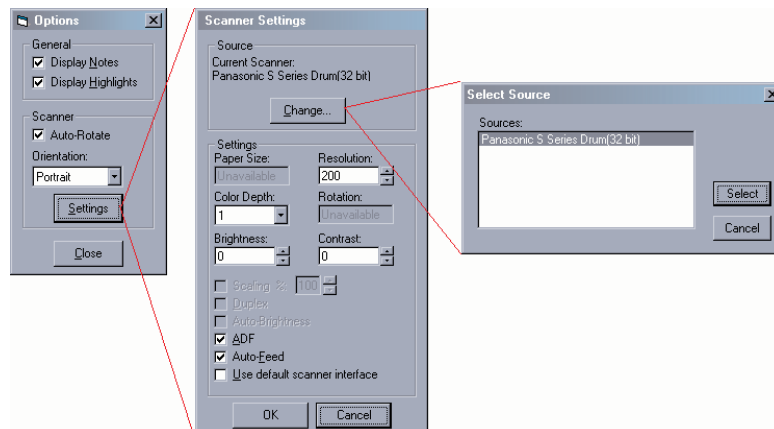 Options
General
Display Notes
Display Highlights
Scanner
Auto-Rotate
Orientation:
Portrait
Settings
Close
Scanner Settings
Source
Current Scanner:
Panasonic S Series Drum(32 bit)
Change...
Settings
Paper Size: Resolution:
Unavailable 200
Color Depth: Rotation:
1 Unavailable
Brightness: Contrast:
0 0
Scaling %: 100
Duplex
Auto-Brightness
ADF
Auto-Feed
Use default scanner interface
OK Cancel
Select Source
Sources:
Panasonic S Series Drum(32 bit)
Select
Cancel